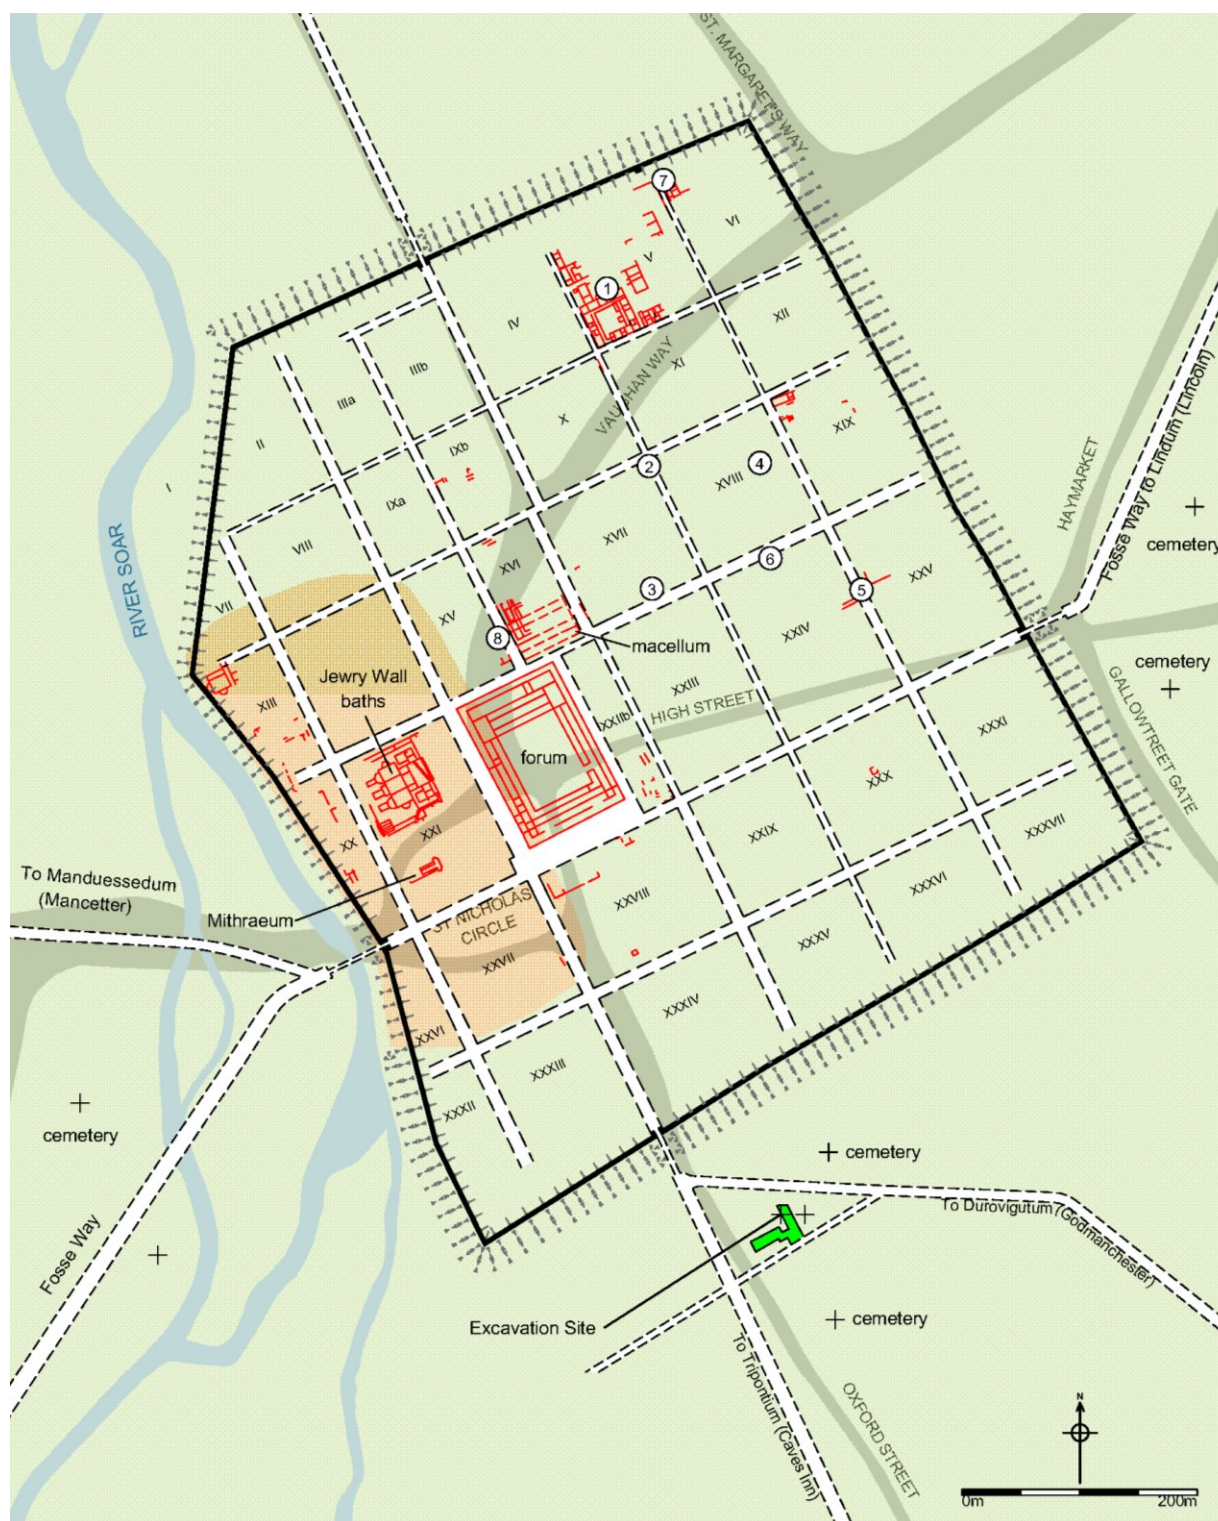 ST. MARGARET'S WAY
7
VI
V
1
IV
XII
VAUGHAN WAY
XI
IIIb
IIIa
X
II
XIX
IXb
2
4
XVIII
HAYMARKET
Fosse Way to Lindum (Lincoln)
I
IXa
cemetery
XVII
VIII
RIVER SOAR
XVI
6
XXV
3
5
VII
XV
XXIV
8
macellum
cemetery
Jewry Wall
baths
XXIII
XIII
HIGH STREET
XXIIb
GALLOWTREE GATE
XXXI
forum
XXX
XXI
XXIX
XXXVII
XX
To Manduessedum
(Mancetter)
XXXVI
XXVIII
Mithraeum
ST NICHOLAS
CIRCLE
XXXV
XXVII
XXXIV
XXVI
XXXIII
XXXII
cemetery
cemetery
To Durovigutum (Godmanchester)
Fosse Way
Excavation Site
cemetery
To Tripontium (Caves Inn)
OXFORD STREET
N
0m
200m